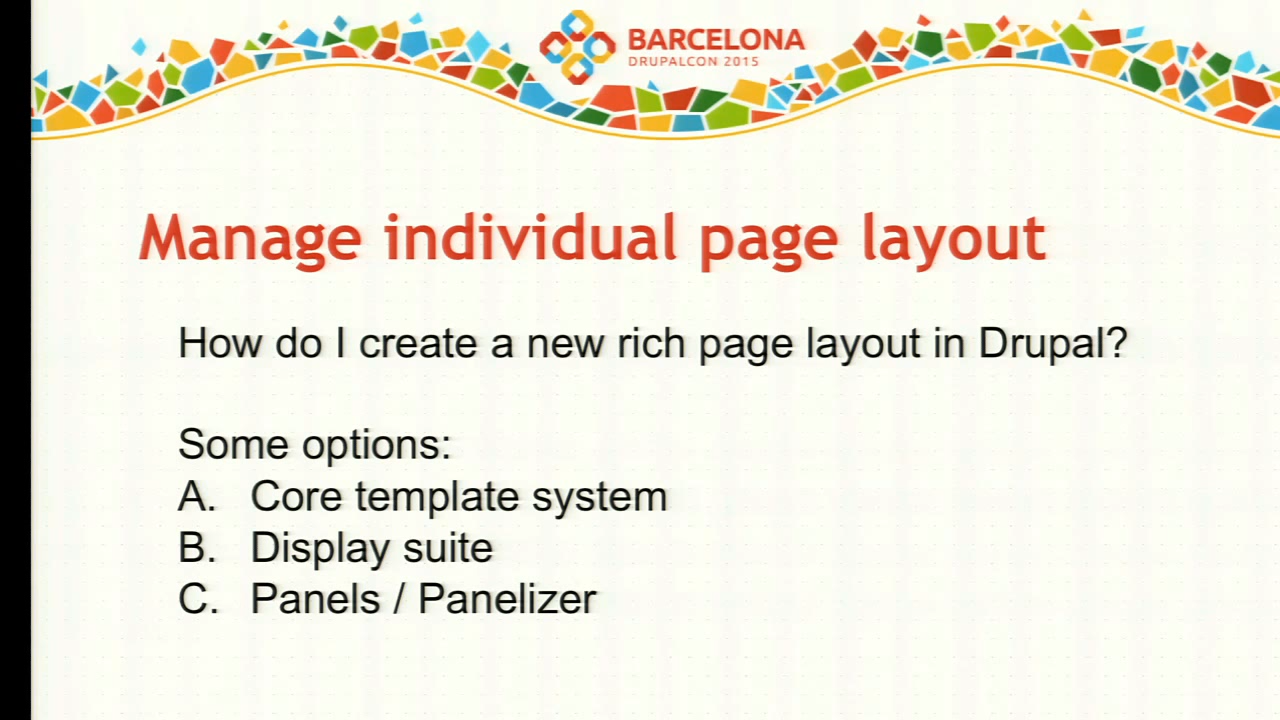 BARCELONA
DRUPALCON 2015
Manage individual page layout
How do I create a new rich page layout in Drupal?
Some options:
A. Core template system
B. Display suite
C. Panels / Panelizer